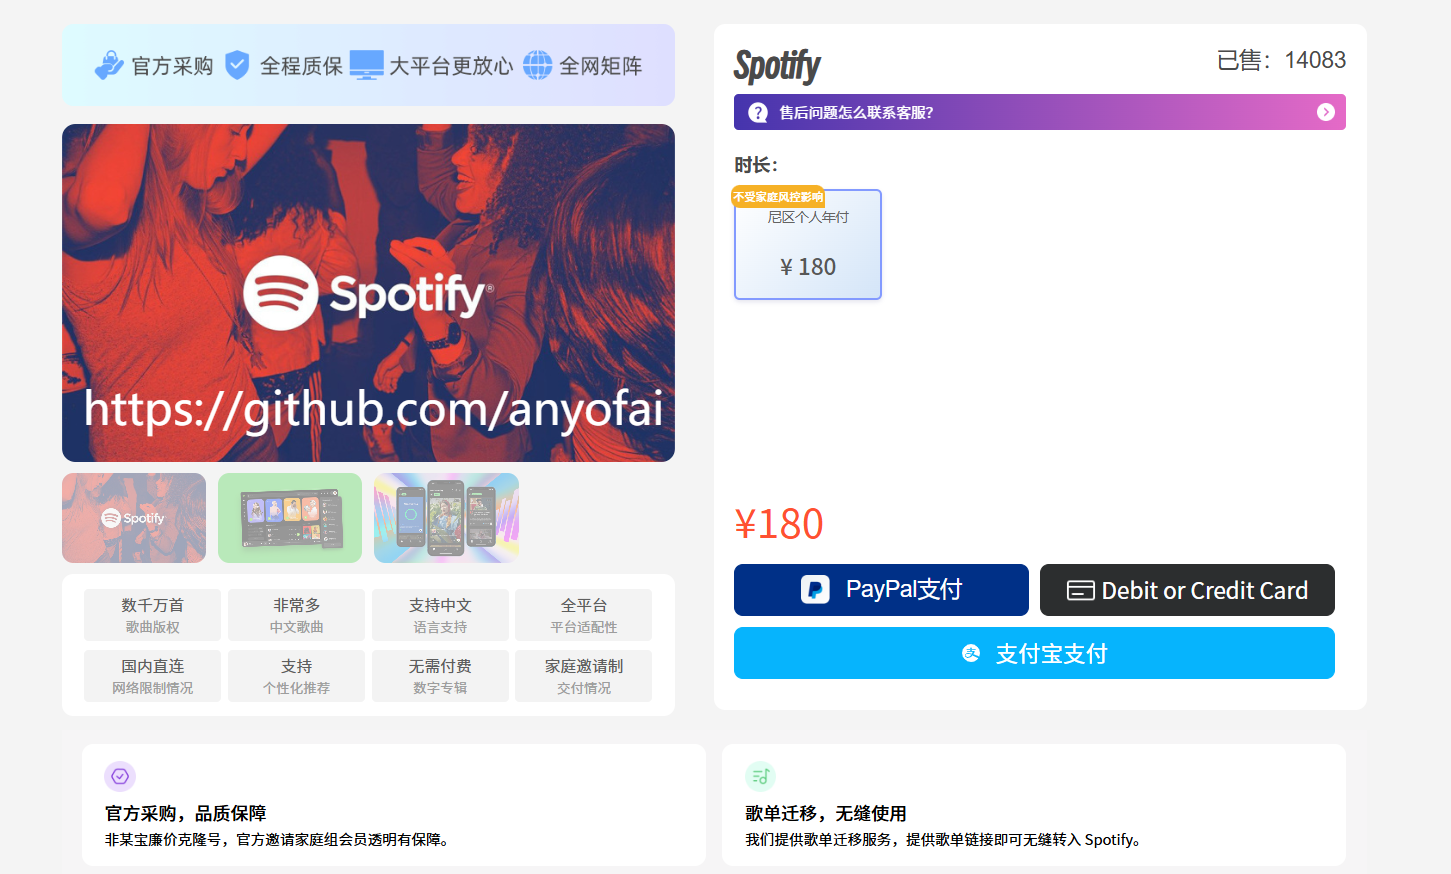 官方采购 全程质保 大平台更放心 全网矩阵
Spotify®
https://github.com/anyofai
Spotify
数千万首 非常多 支持中文 全平台
歌曲版权 中文歌曲 语言支持 平台适配性
国内直连 支持 无需付费 家庭邀请制
网络限制情况 个性化推荐 数字专辑 交付情况
Spotify
已售：14083
售后问题怎么联系客服?
时长：
不受家庭风控影响
尼区个人年付
¥ 180
¥180
PayPal支付
Debit or Credit Card
支付宝支付
官方采购，品质保障
非某宝廉价克隆号，官方邀请家庭组会员透明有保障。
歌单迁移，无缝使用
我们提供歌单迁移服务，提供歌单链接即可无缝转入 Spotify。